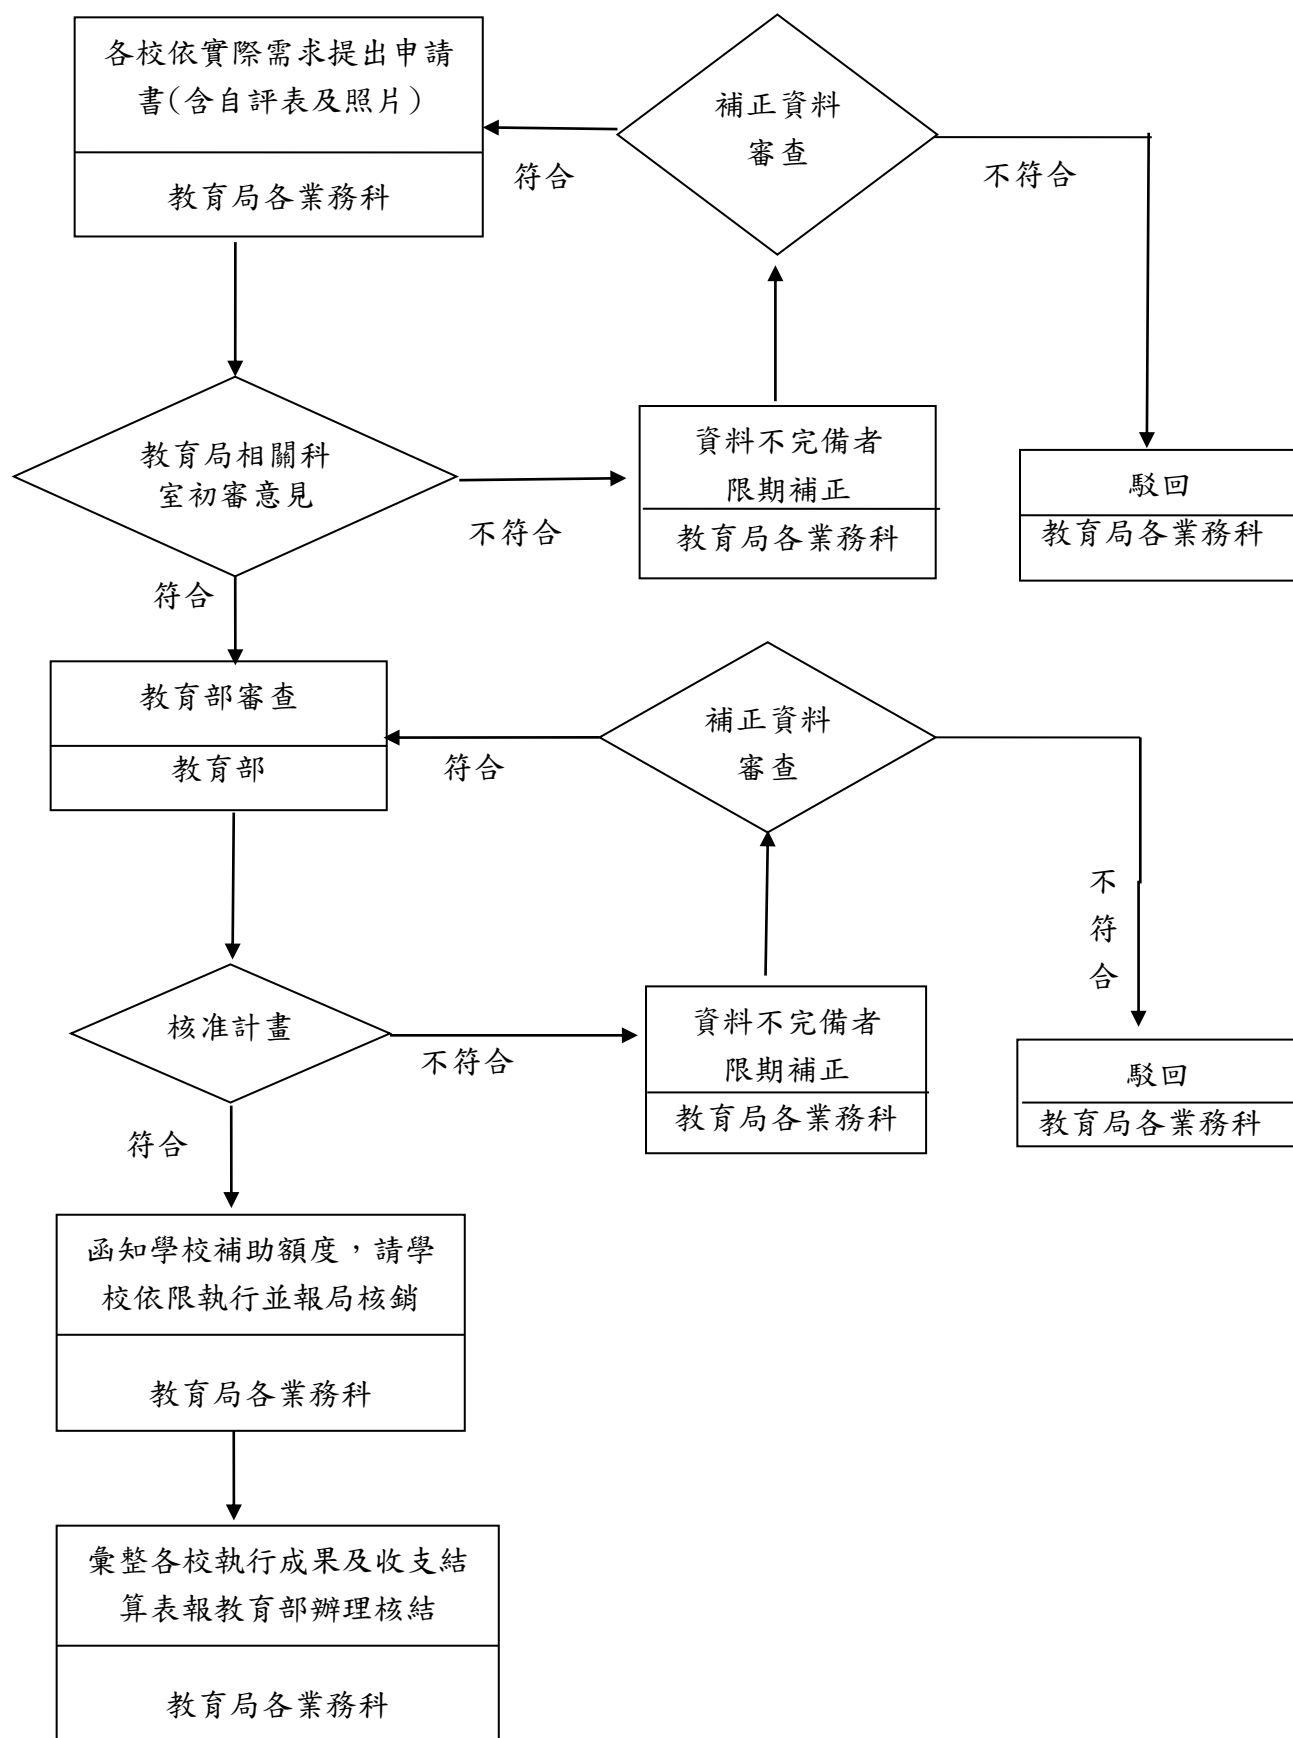 各校依實際需求提出申請
書(含自評表及照片)
教育局各業務科
補正資料
審查
符合
不符合
教育局相關科
室初審意見
不符合
符合
資料不完備者
限期補正
教育局各業務科
駁回
教育局各業務科
教育部審查
教育部
符合
補正資料
審查
不
符
合
核准計畫
不符合
符合
資料不完備者
限期補正
教育局各業務科
駁回
教育局各業務科
函知學校補助額度，請學
校依限執行並報局核銷
教育局各業務科
彙整各校執行成果及收支結
算表報教育部辦理核結
教育局各業務科